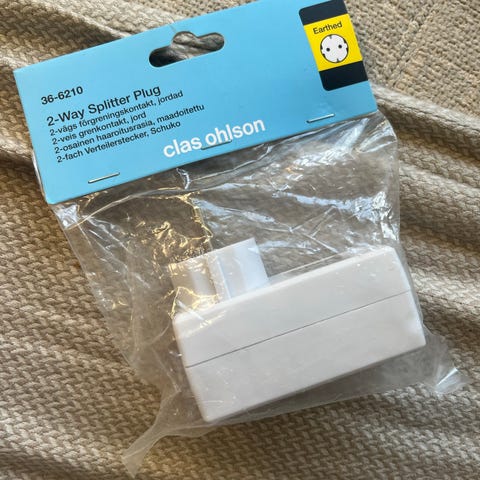 36-6210
2-Way Splitter Plug
2-vägs förgreningskontakt, jordad
2-veis grenkontakt, jord
2-osainen haaroitusrasia, maadoitettu
2-fach Verteilerstecker, Schuko
clas ohlson
Earthed